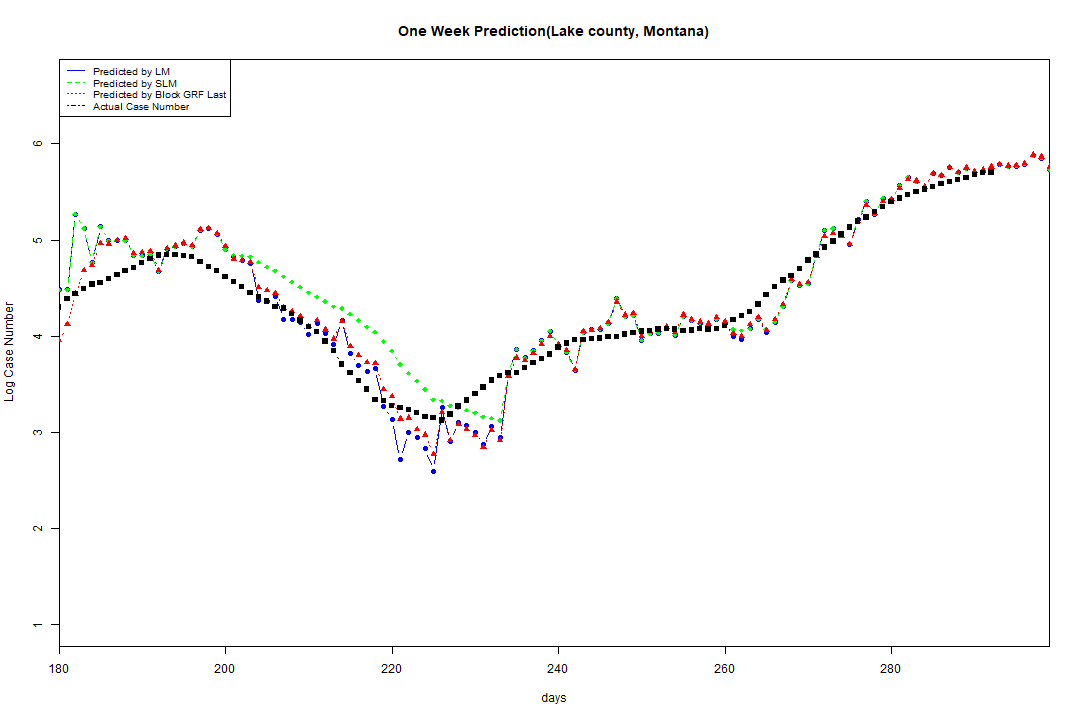 One Week Prediction(Lake county, Montana)
Predicted by LM
Predicted by SLM
Predicted by Block GRF Last
Actual Case Number
6
5
4
3
2
1
Log Case Number
180 200 220 240 260 280
days